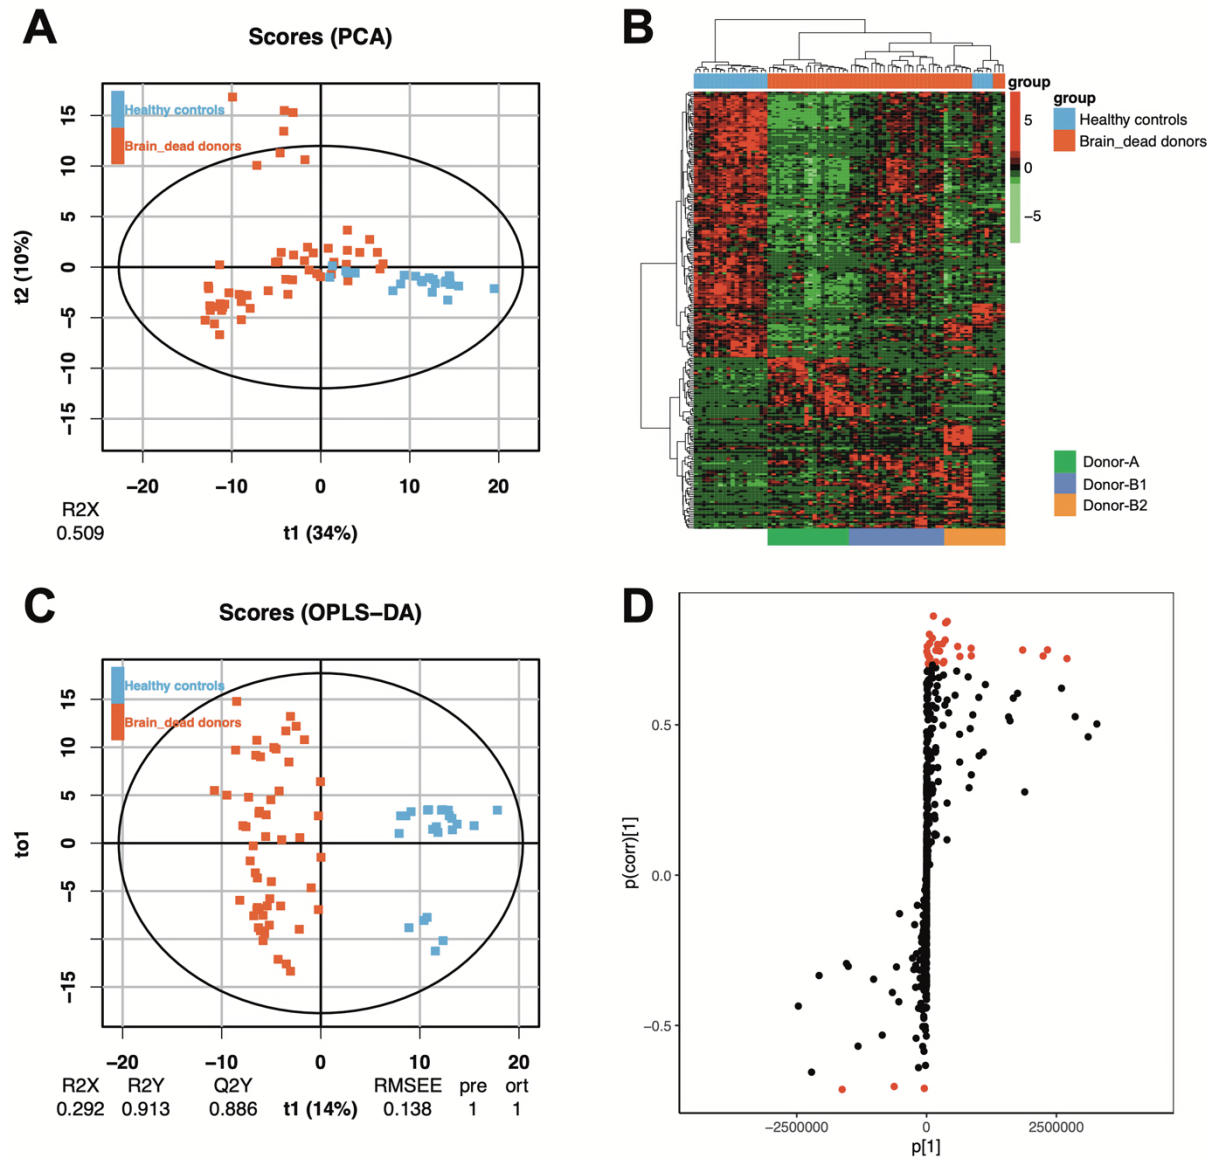 A
Scores (PCA)
Healthy controls
Brain_dead donors
15
10
5
0
−5
−10
−15
t2 (10%)
−20
−10
0
10
20
R2X
0.509
t1 (34%)
B
group
5
0
−5
group
Healthy controls
Brain_dead donors
Donor-A
Donor-B1
Donor-B2
C
Scores (OPLS−DA)
Healthy controls
Brain_dead donors
15
10
5
0
−5
−15
to1
−20
−10
0
10
20
R2X
R2Y
Q2Y
RMSEE
pre
ort
0.292
0.913
0.886
t1 (14%)
0.138
1
1
D
0.5
0.0
−0.5
p(corr)[1]
−2500000
0
2500000
p[1]